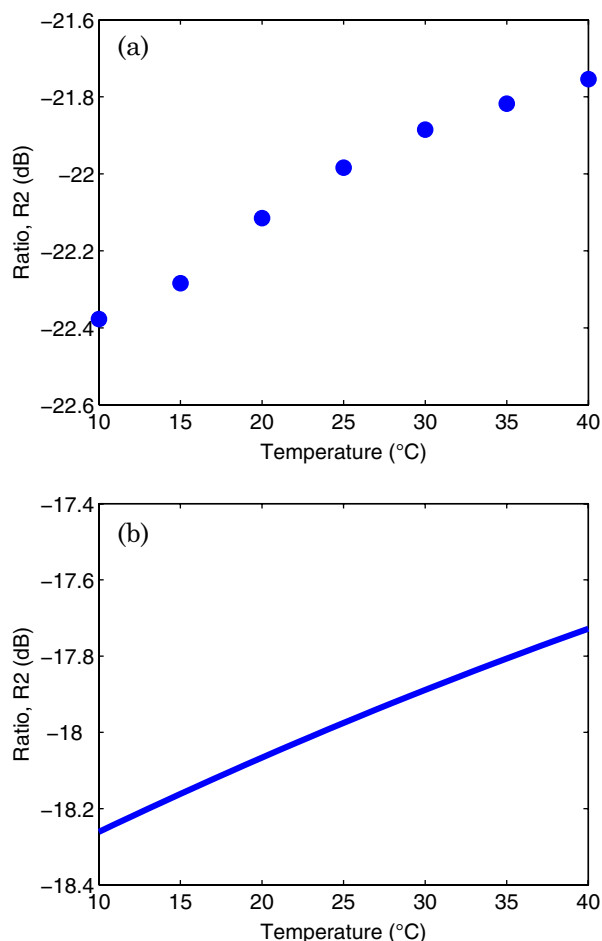 (a)
Ratio, R2 (dB)
−21.6
−21.8
−22
−22.2
−22.4
−22.6
10 15 20 25 30 35 40
Temperature (°C)
(b)
Ratio, R2 (dB)
−17.4
−17.6
−17.8
−18
−18.2
−18.4
10 15 20 25 30 35 40
Temperature (°C)